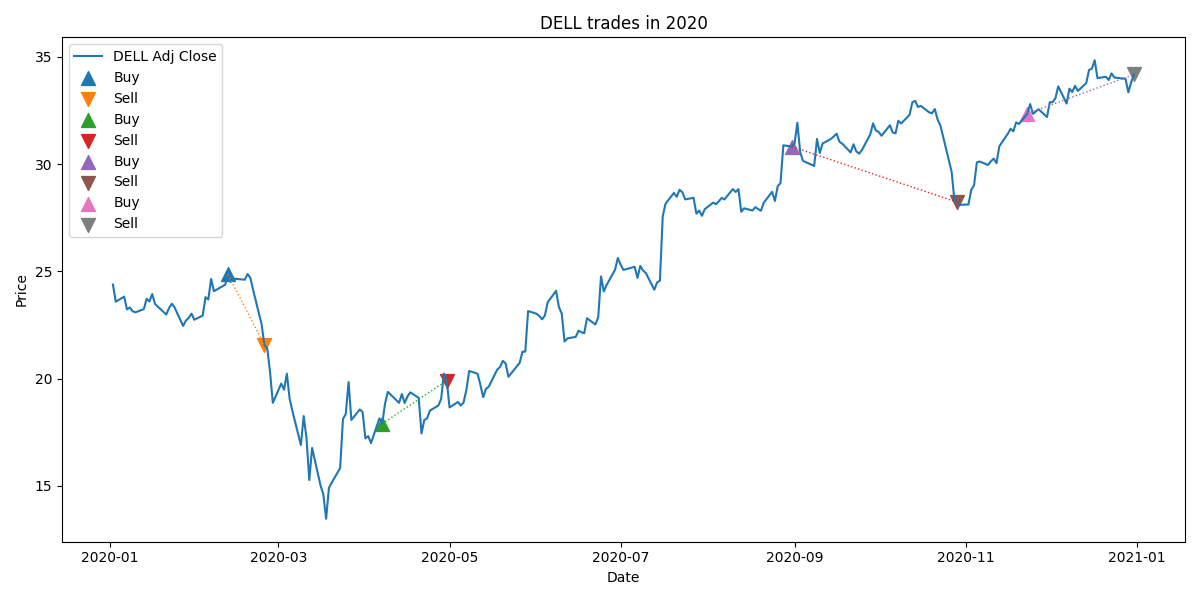 DELL trades in 2020
DELL Adj Close
Buy
Sell
Buy
Sell
Buy
Sell
Buy
Sell
Price
35
30
25
20
15
2020-01
2020-03
2020-05
2020-07
2020-09
2020-11
2021-01
Date